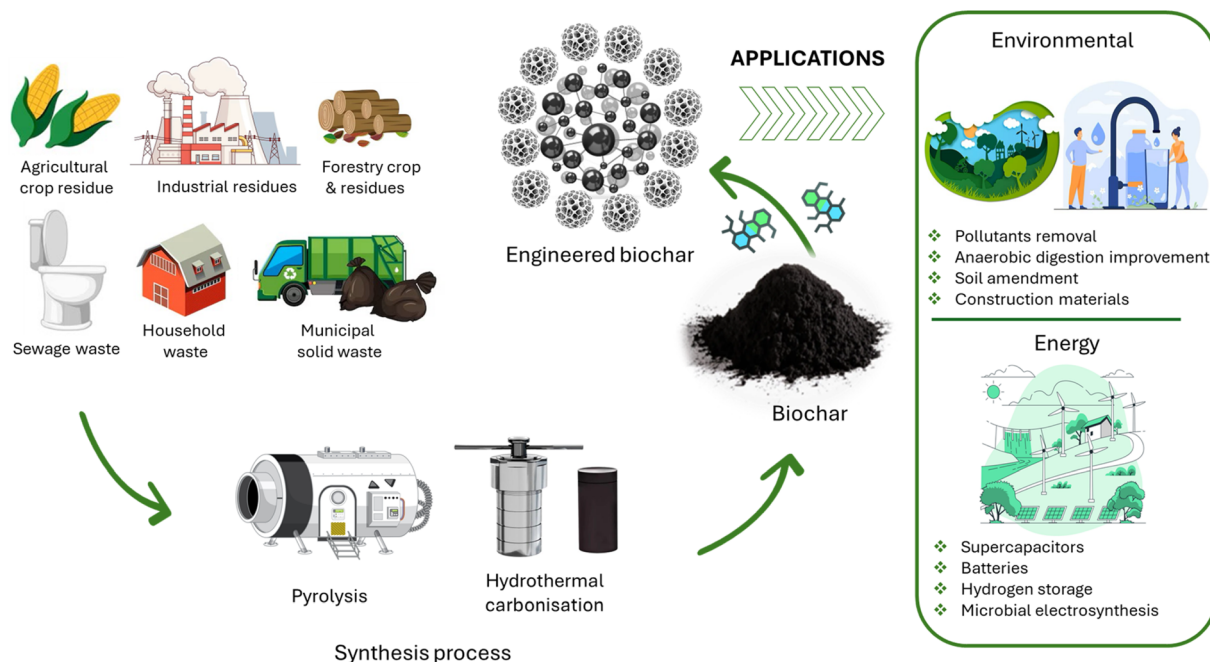 Agricultural
crop residue
Industrial residues
Forestry crop
& residues
Sewage waste
Household
waste
Municipal
solid waste
Pyrolysis
Hydrothermal
carbonisation
Synthesis process
Biochar
Engineered biochar
APPLICATIONS
Environmental
Pollutants removal
Anaerobic digestion improvement
Soil amendment
Construction materials
Energy
Supercapacitors
Batteries
Hydrogen storage
Microbial electrosynthesis